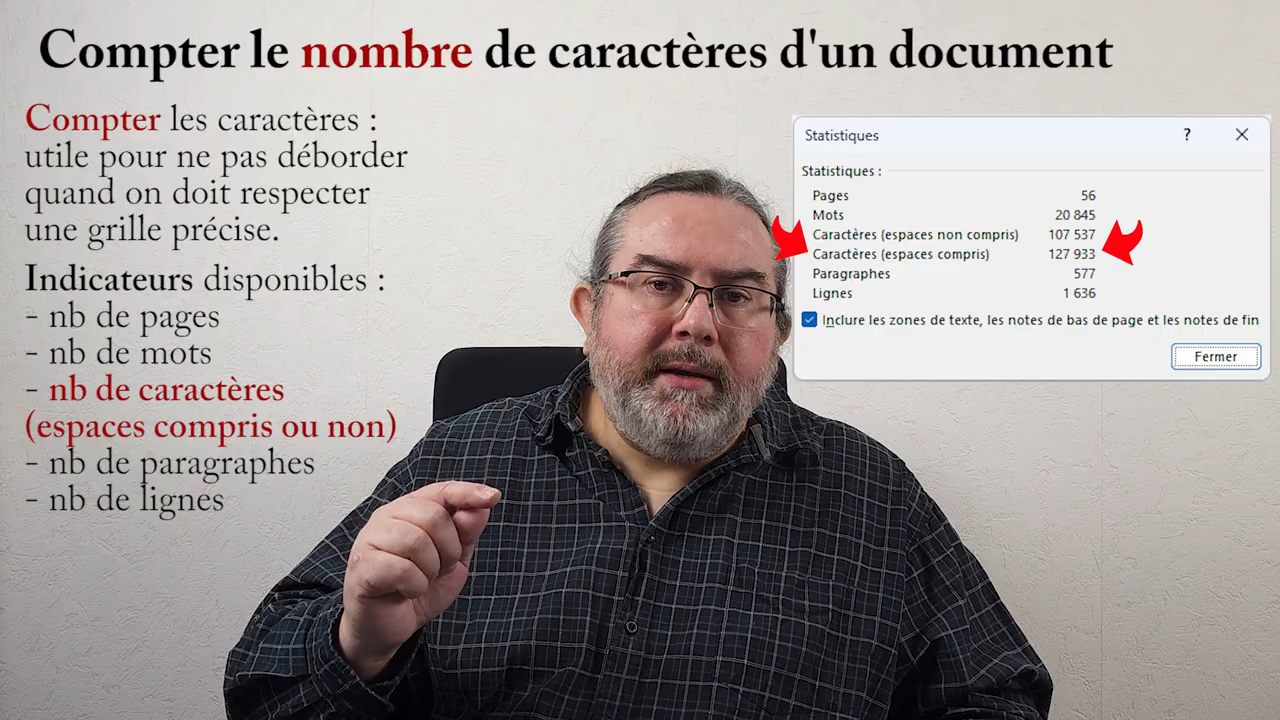 Compter le nombre de caractères d'un document
Compter les caractères :
utile pour ne pas déborder
quand on doit respecter
une grille précise.
Indicateurs disponibles :
- nb de pages
- nb de mots
- nb de caractères
(espaces compris ou non)
- nb de paragraphes
- nb de lignes
Statistiques ?
Statistiques :
Pages 56
Mots 20 845
Caractères (espaces non compris) 107 537
Caractères (espaces compris) 127 933
Paragraphes 577
Lignes 1 636
Inclure les zones de texte, les notes de bas de page et les notes de fin
Fermer